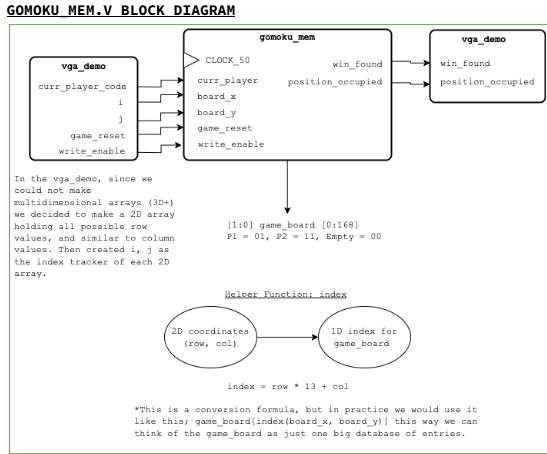 GOMOKU_MEM.V BLOCK DIAGRAM
vga_demo
curr_player_code
i
j
game_reset
write_enable
gomoku_mem
CLOCK_50
curr_player
board_x
board_y
game_reset
write_enable
win_found
position_occupied
vga_demo
win_found
position_occupied
In the vga_demo, since we
could not make
multidimensional arrays (3D+)
we decided to make a 2D array
holding all possible row
values, and similar to column
values. Then created i, j as
the index tracker of each 2D
array.
[1:0] game_board [0:168]
P1 = 01, P2 = 11, Empty = 00
Helper Function: index
2D coordinates
(row, col)
1D index for
game_board
index = row * 13 + col
*This is a conversion formula, but in practice we would use it
like this; game_board[index(board_x, board_y)] this way we can
think of the game_board as just one big database of entries.